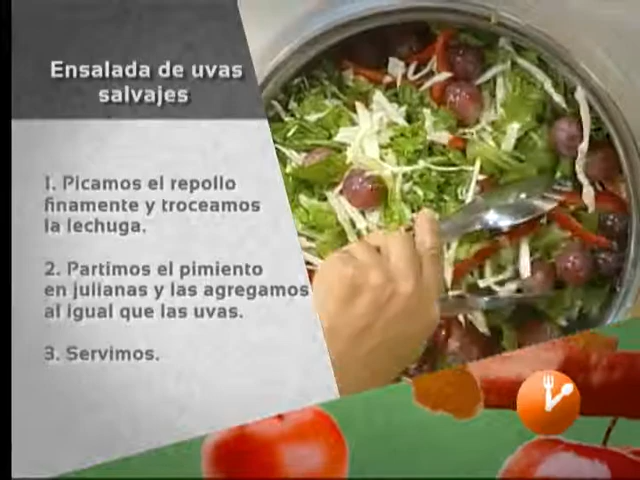 Ensalada de uvas
salvajes
1. Picamos el repollo
finamente y troceamos
la lechuga.
2. Partimos el pimiento
en julianas y las agregamos
al igual que las uvas.
3. Servimos.